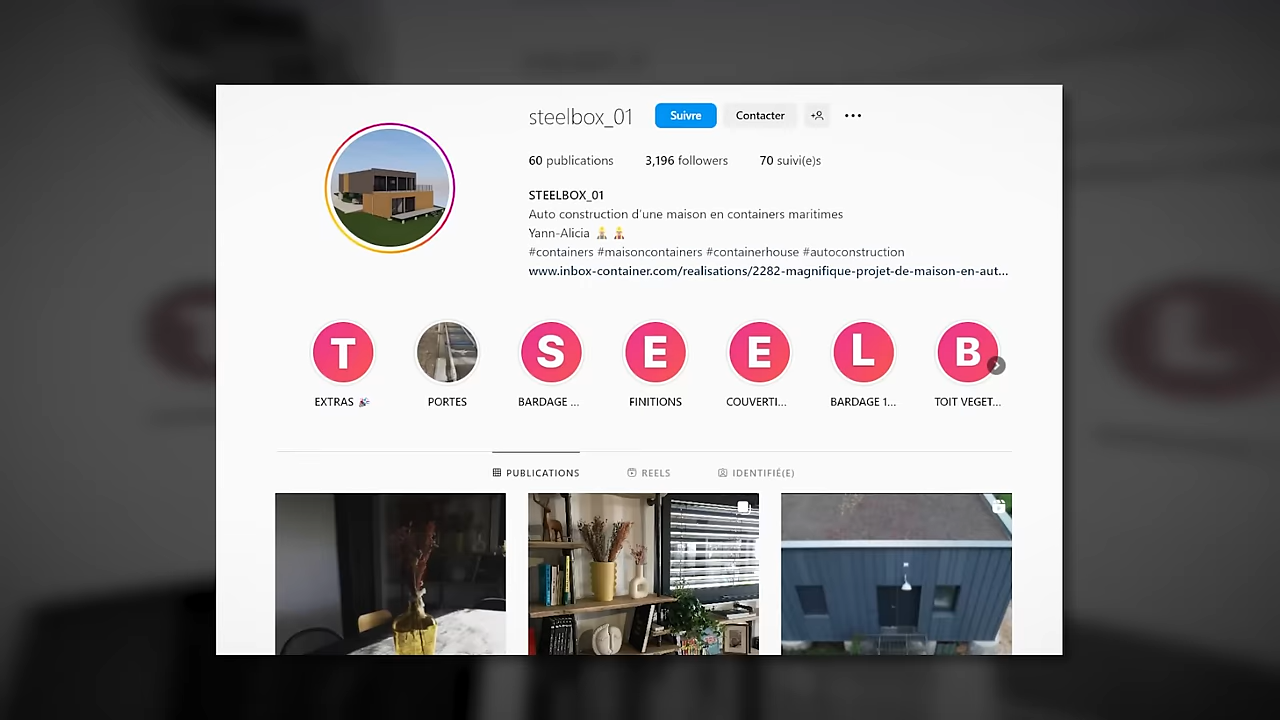 steelbox_01 Suivre Contacter
60 publications 3,196 followers 70 suivi(e)s
STEELBOX_01
Auto construction d'une maison en containers maritimes
Yann-Alicia
#containers #maisoncontainers #containerhouse #autoconstruction
www.inbox-container.com/realisations/2282-magnifique-projet-de-maison-en-aut...
T S E E L B
EXTRAS PORTES BARDAGE ... FINITIONS COUVERTI... BARDAGE 1... TOIT VEGET...
PUBLICATIONS REELS IDENTIFIÉ(E)